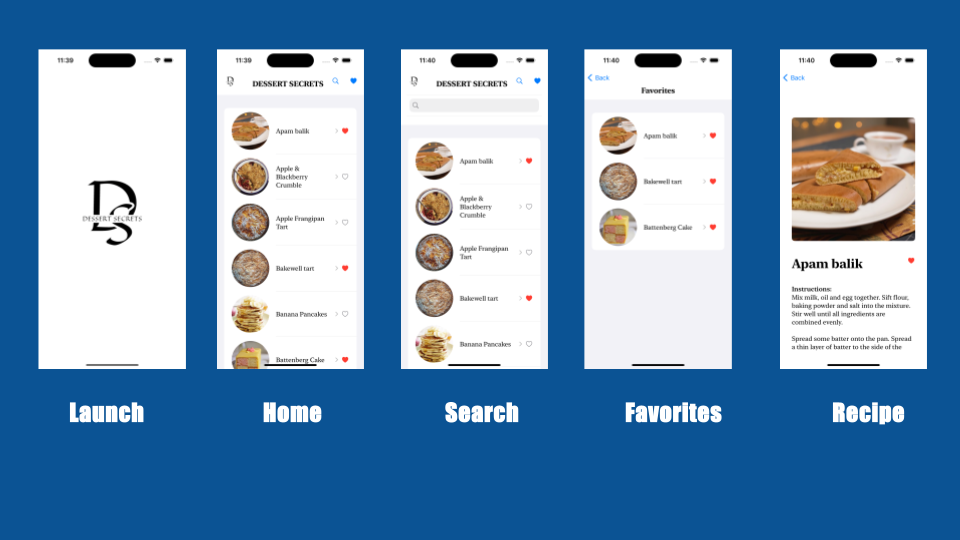 11:39
DS
DESSERT SECRETS
Launch
11:39
DS
DESSERT SECRETS
Apam balik
Apple &
Blackberry
Crumble
Apple Frangipan
Tart
Bakewell tart
Banana Pancakes
Battenberg Cake
Home
11:40
DS
DESSERT SECRETS
Apam balik
Apple &
Blackberry
Crumble
Apple Frangipan
Tart
Bakewell tart
Banana Pancakes
Search
11:40
Back
Favorites
Apam balik
Bakewell tart
Battenberg Cake
Favorites
11:40
Back
Apam balik
Instructions:
Mix milk, oil and egg together. Sift flour,
baking powder and salt into the mixture.
Stir well until all ingredients are
combined evenly.
Spread some batter onto the pan. Spread
a thin layer of batter to the side of the
Recipe